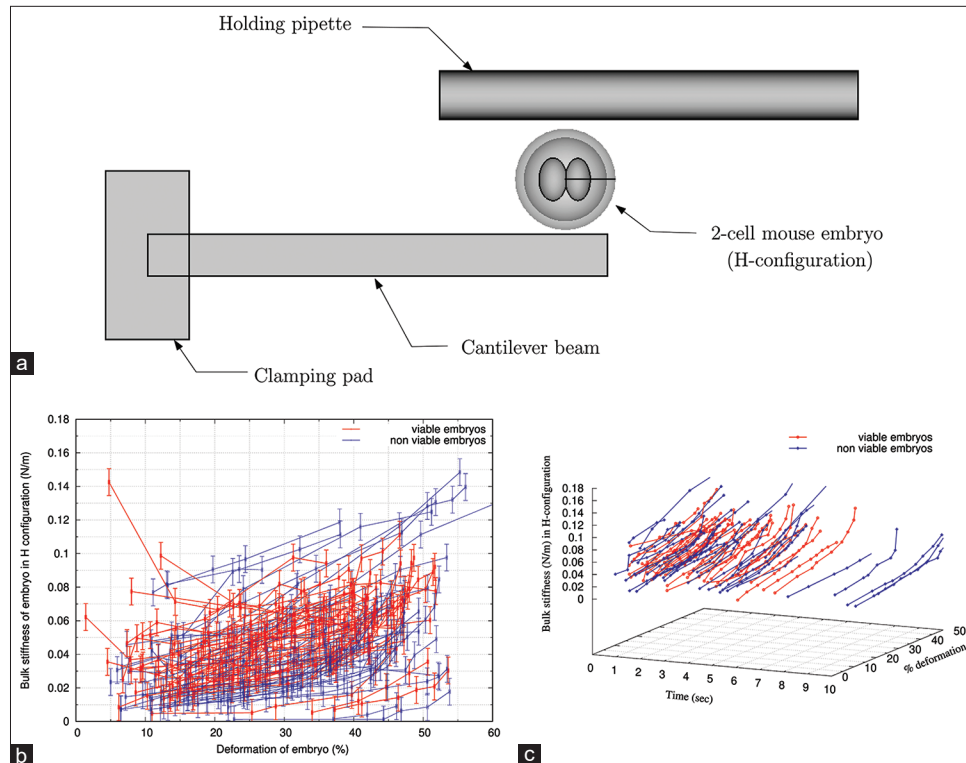 Holding pipette
2-cell mouse embryo
(H-configuration)
Cantilever beam
Clamping pad
a
0.18
0.16
0.14
0.12
0.1
0.08
0.06
0.04
0.02
0
Bulk stiffness of embryo in H configuration (N/m)
viable embryos
non viable embryos
0 10 20 30 40 50 60
Deformation of embryo (%)
b
viable embryos
non viable embryos
0.18
0.16
0.14
0.12
0.10
0.08
0.06
0.04
0.02
0
Bulk stiffness (N/m) in H-configuration
0 1 2 3 4 5 6 7 8 9 10
Time (sec)
0 10 20 30 40 50
% deformation
c